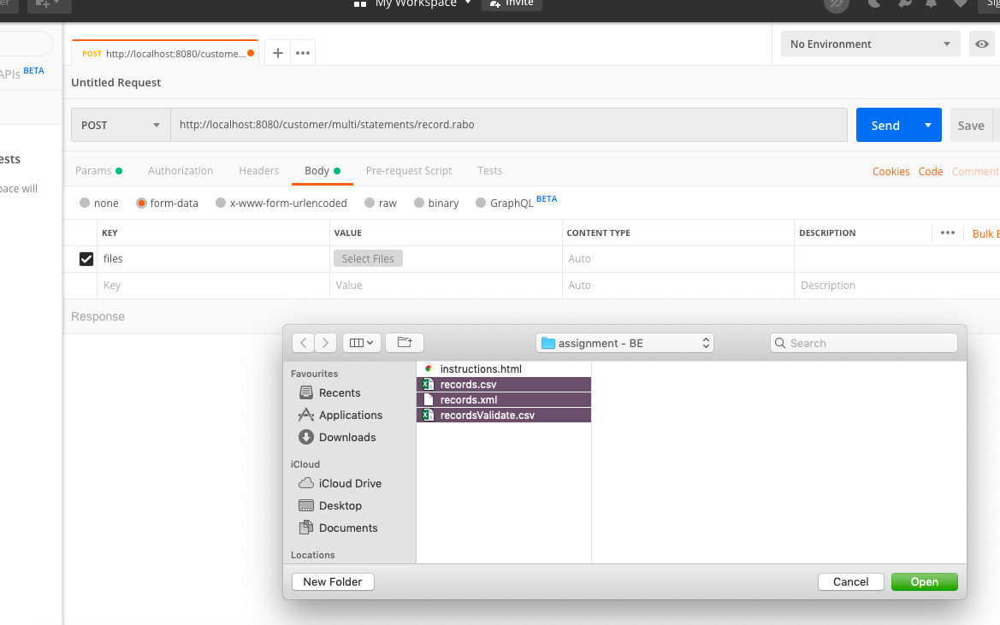 er
My Workspace
Invite
Sig
APIs BETA
ests
pace will
POST http://localhost:8080/custome...
No Environment
Untitled Request
POST
http://localhost:8080/customer/multi/statements/record.rabo
Send
Save
Params
Authorization
Headers
Body
Pre-request Script
Tests
Cookies
Code
Comment
none
form-data
x-www-form-urlencoded
raw
binary
GraphQL BETA
KEY
VALUE
CONTENT TYPE
DESCRIPTION
Bulk E
files
Select Files
Auto
Key
Value
Auto
Description
Response
assignment - BE
Search
Favourites
Recents
Applications
Downloads
iCloud
iCloud Drive
Desktop
Documents
Locations
instructions.html
records.csv
records.xml
recordsValidate.csv
New Folder
Cancel
Open